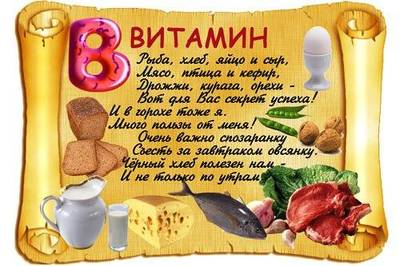 В ВИТАМИН
Рыба, хлеб, яйцо и сыр,
Мясо, птица и кефир,
Дрожжи, курага, орехи -
Вот для Вас секрет успеха!
И в горохе тоже я.
Много пользы от меня!
Очень важно спозаранку
Съесть за завтраком овсянку.
Чёрный хлеб полезен нам -
И не только по утрам.